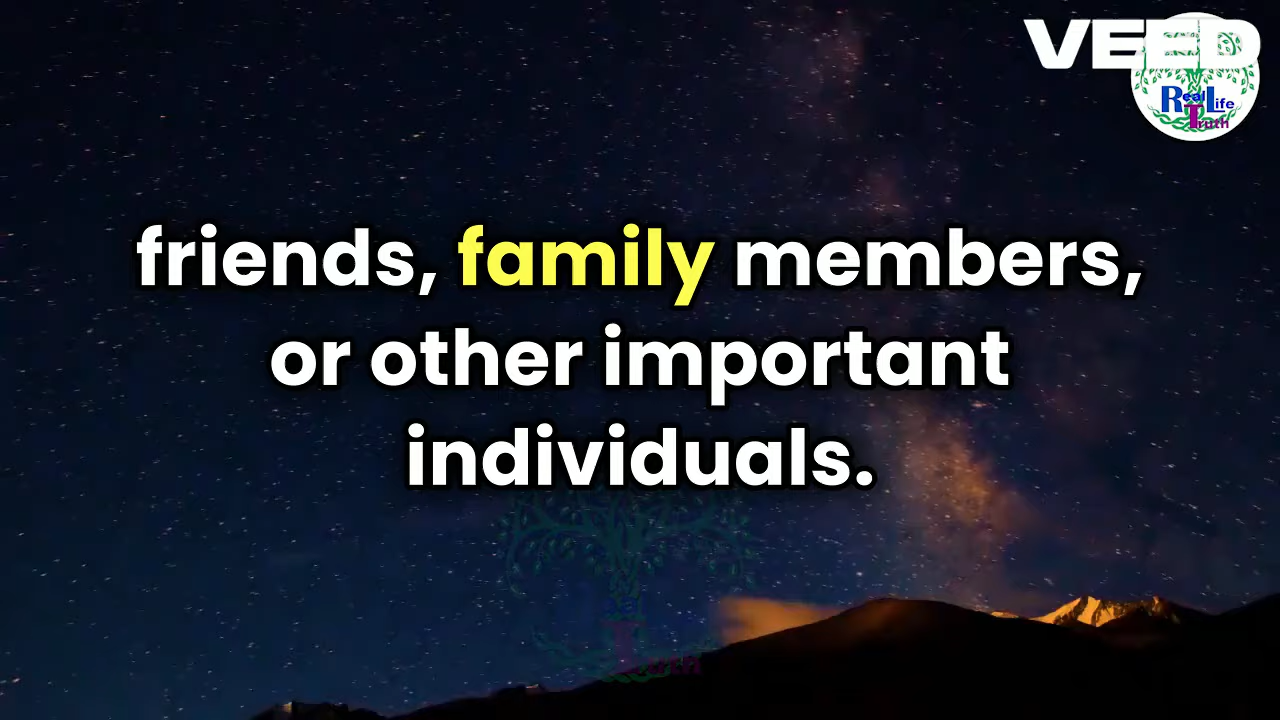 VEED
Real Life
Truth
friends, family members,
or other important
individuals.